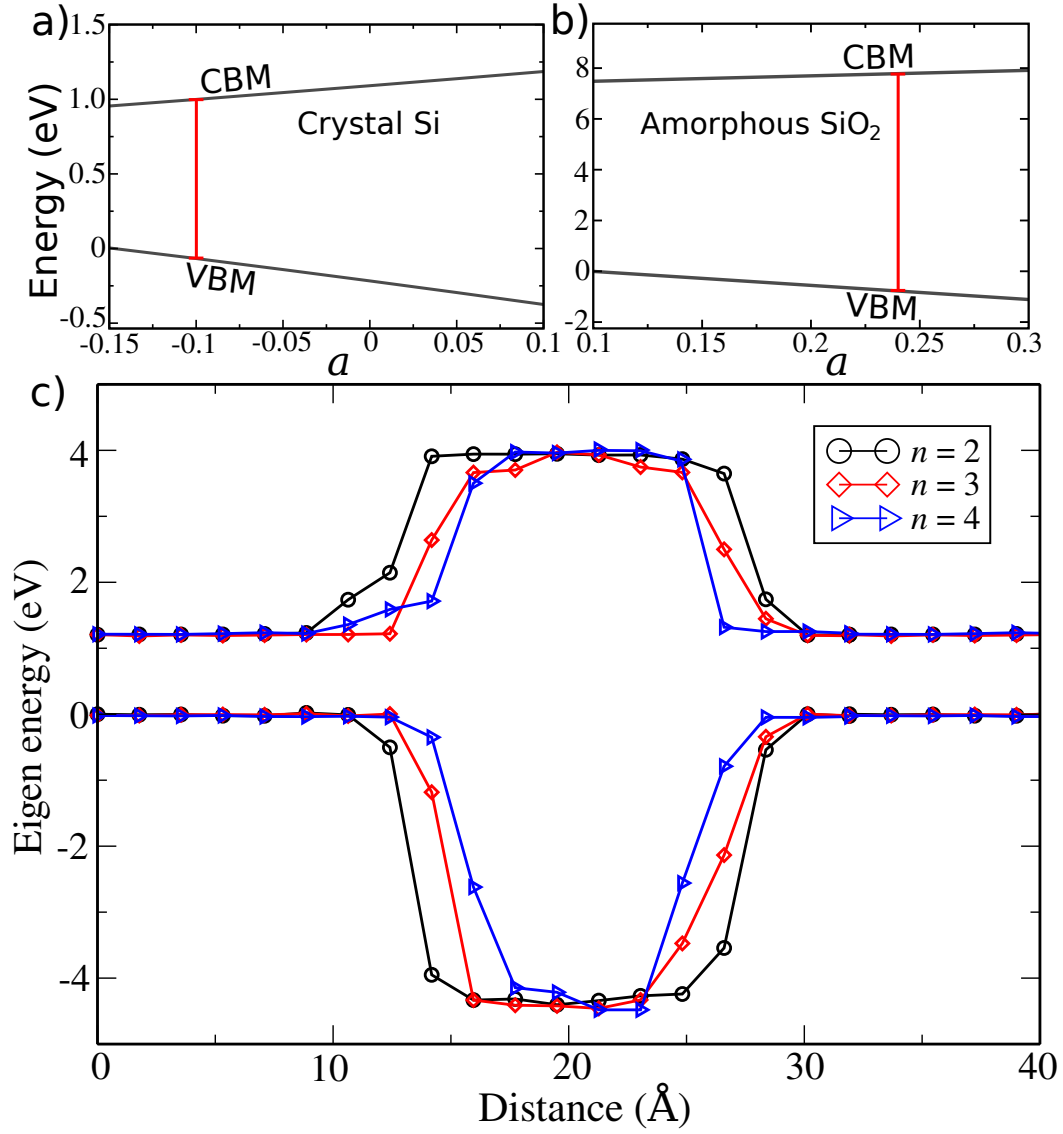 a)
1.5
1.0
0.5
0
-0.5
Energy (eV)
CBM
Crystal Si
VBM
-0.15
-0.1
-0.05
0
0.05
0.1
a
b)
8
6
4
2
0
-2
CBM
Amorphous SiO₂
VBM
0.1
0.15
0.2
0.25
0.3
a
c)
4
2
0
-2
-4
Eigen energy (eV)
n = 2
n = 3
n = 4
0
10
20
30
40
Distance (Å)